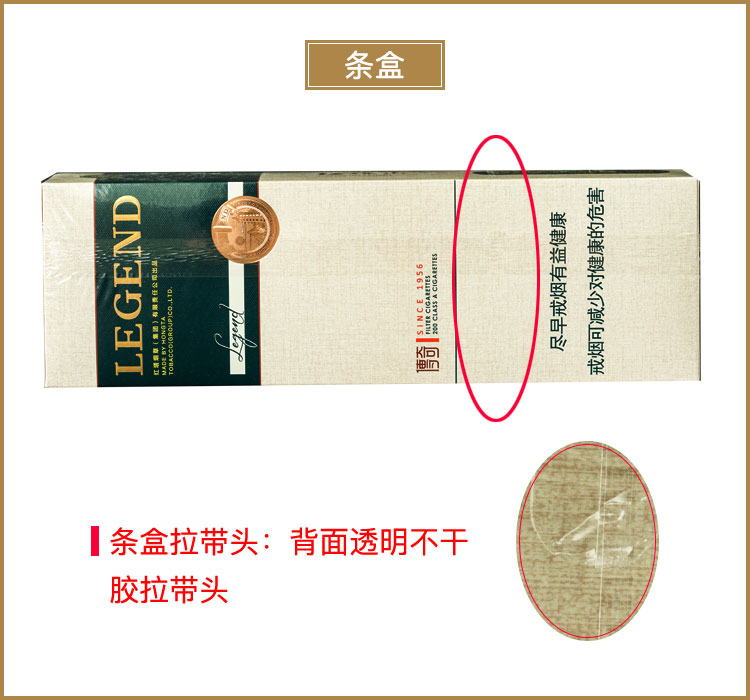 条盒
LEGEND
红塔烟草（集团）有限责任公司出品
MADE BY HONGTA
TOBACCO(GROUP)CO.,LTD.
Legend
傳奇
SINCE 1956
FILTER CIGARETTES
200 CLASS A CIGARETTES
尽早戒烟有益健康
戒烟可减少对健康的危害
条盒拉带头：背面透明不干
胶拉带头